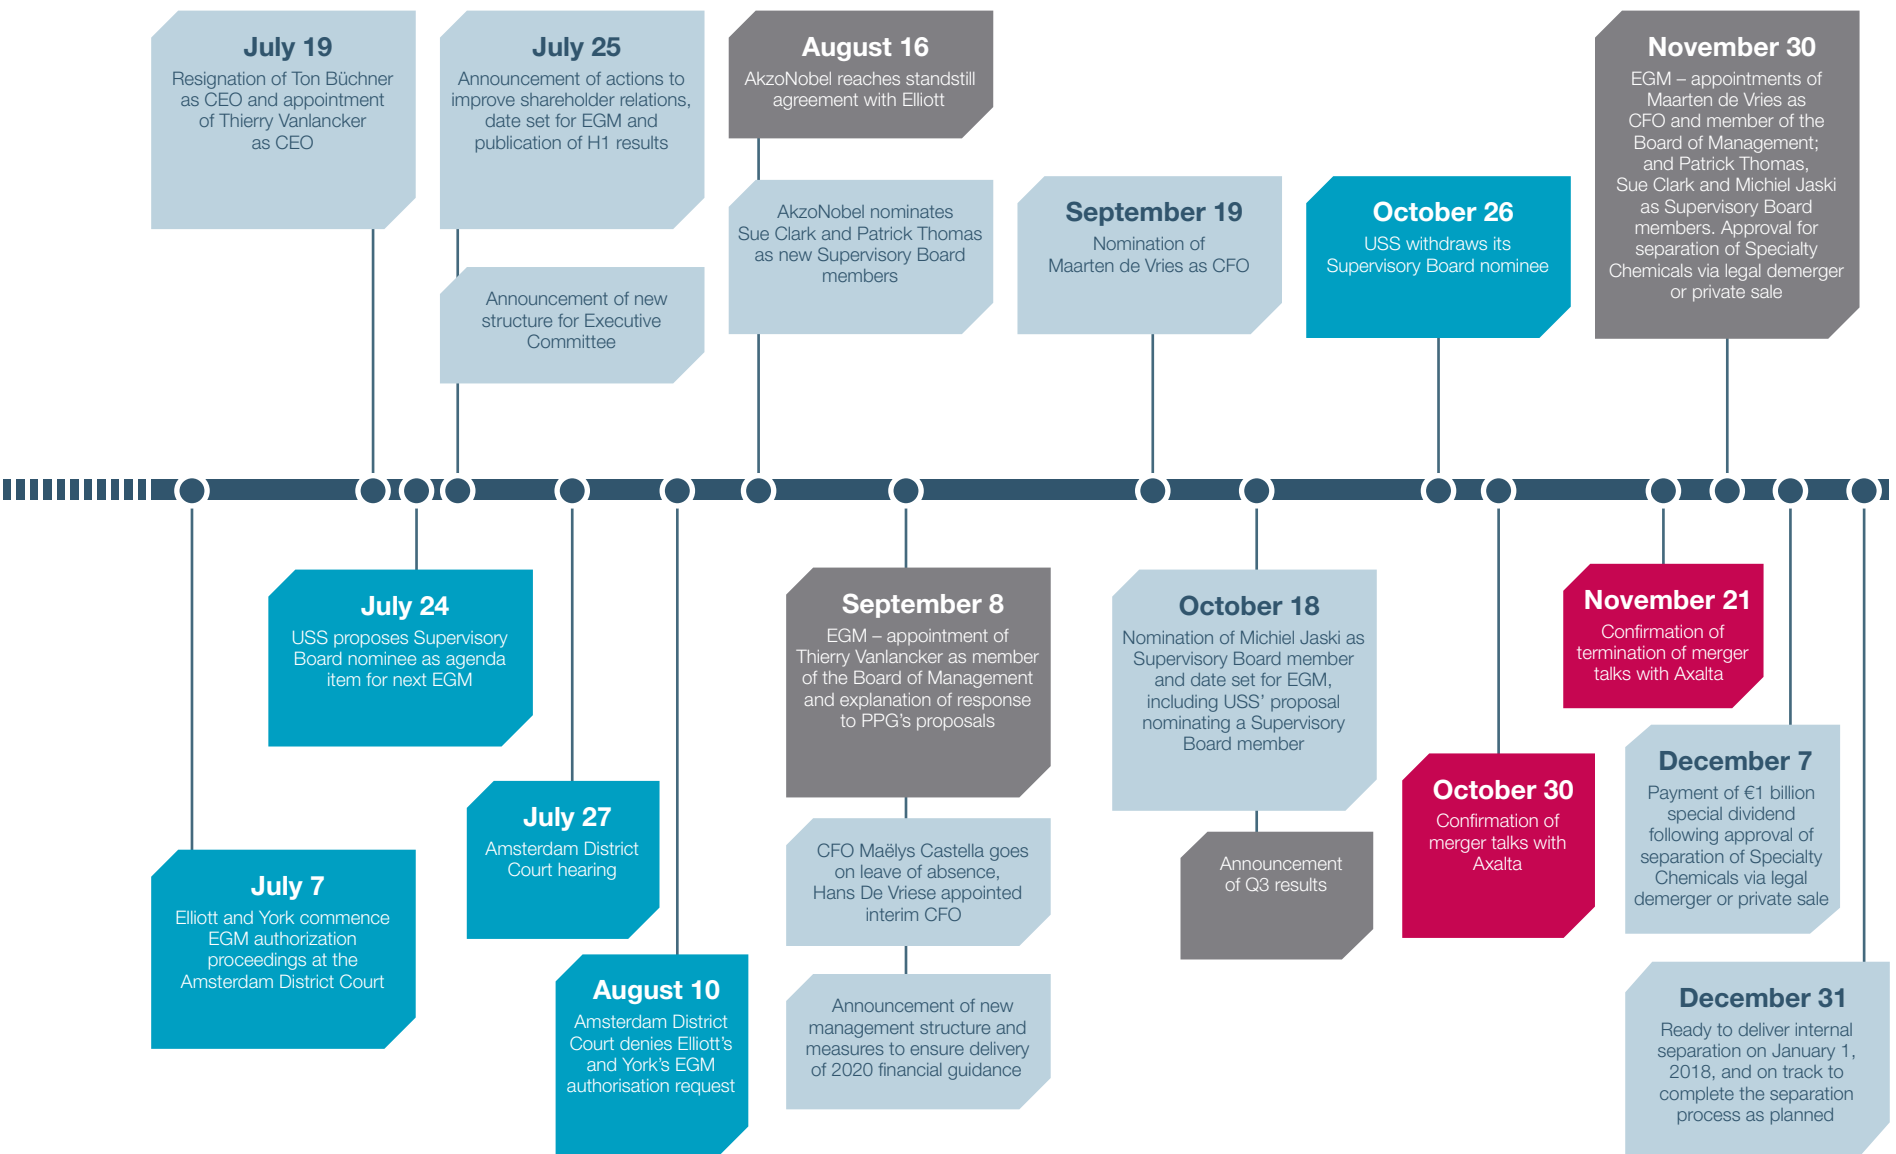 July 19
Resignation of Ton Büchner
as CEO and appointment
of Thierry Vanlancker
as CEO
July 25
Announcement of actions to
improve shareholder relations,
date set for EGM and
publication of H1 results
Announcement of new
structure for Executive
Committee
August 16
AkzoNobel reaches standstill
agreement with Elliott
AkzoNobel nominates
Sue Clark and Patrick Thomas
as new Supervisory Board
members
September 19
Nomination of
Maarten de Vries as CFO
October 26
USS withdraws its
Supervisory Board nominee
November 30
EGM – appointments of
Maarten de Vries as
CFO and member of the
Board of Management;
and Patrick Thomas,
Sue Clark and Michiel Jaski
as Supervisory Board
members. Approval for
separation of Specialty
Chemicals via legal demerger
or private sale
July 7
Elliott and York commence
EGM authorization
proceedings at the
Amsterdam District Court
July 24
USS proposes Supervisory
Board nominee as agenda
item for next EGM
July 27
Amsterdam District
Court hearing
August 10
Amsterdam District
Court denies Elliott’s
and York’s EGM
authorisation request
September 8
EGM – appointment of
Thierry Vanlancker as member
of the Board of Management
and explanation of response
to PPG’s proposals
CFO Maëlys Castella goes
on leave of absence,
Hans De Vriese appointed
interim CFO
Announcement of new
management structure and
measures to ensure delivery
of 2020 financial guidance
October 18
Nomination of Michiel Jaski as
Supervisory Board member
and date set for EGM,
including USS’ proposal
nominating a Supervisory
Board member
Announcement
of Q3 results
October 30
Confirmation of
merger talks with
Axalta
November 21
Confirmation of
termination of merger
talks with Axalta
December 7
Payment of €1 billion
special dividend
following approval of
separation of Specialty
Chemicals via legal
demerger or private sale
December 31
Ready to deliver internal
separation on January 1,
2018, and on track to
complete the separation
process as planned